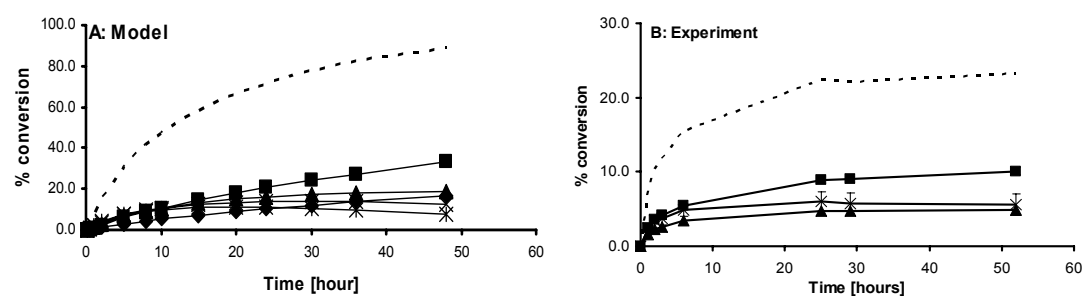 A: Model
% conversion
100.0
80.0
60.0
40.0
20.0
0.0
0 10 20 30 40 50 60
Time [hour]
B: Experiment
% conversion
30.0
20.0
10.0
0.0
0 10 20 30 40 50 60
Time [hours]